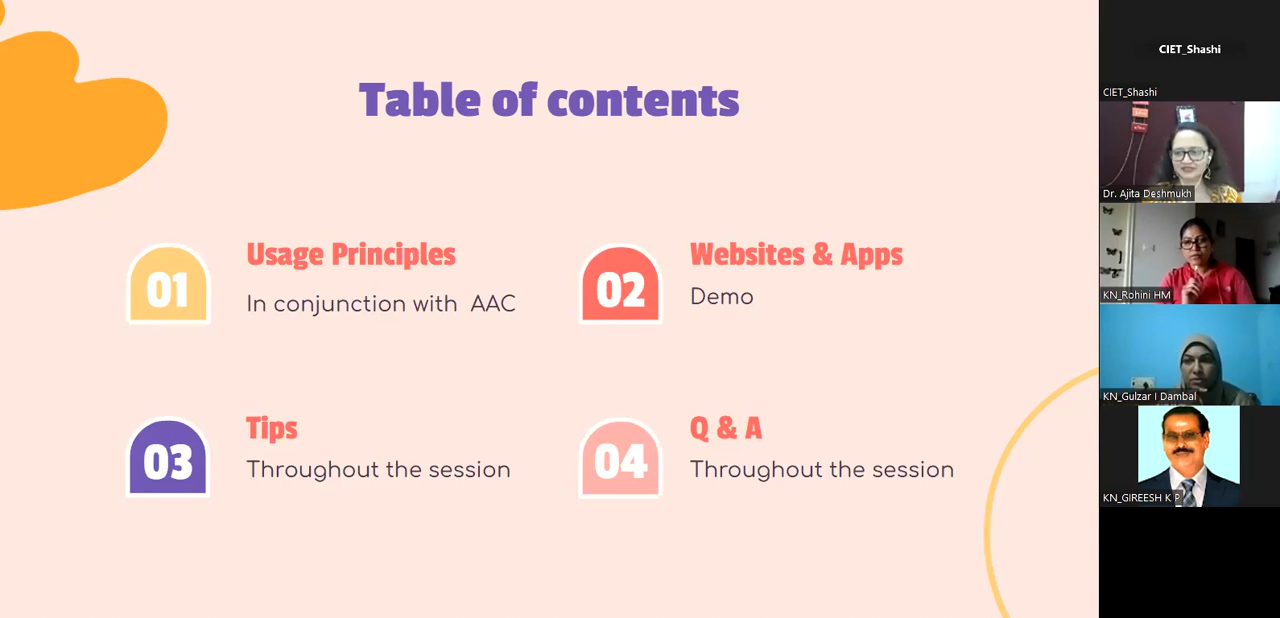 Table of contents
01
Usage Principles
In conjunction with AAC
02
Websites & Apps
Demo
03
Tips
Throughout the session
04
Q & A
Throughout the session
CIET_Shashi
CIET_Shashi
Dr. Ajita Deshmukh
KN_Rohini HM
KN_Gulzar I Dambal
KN_GIREESH K P